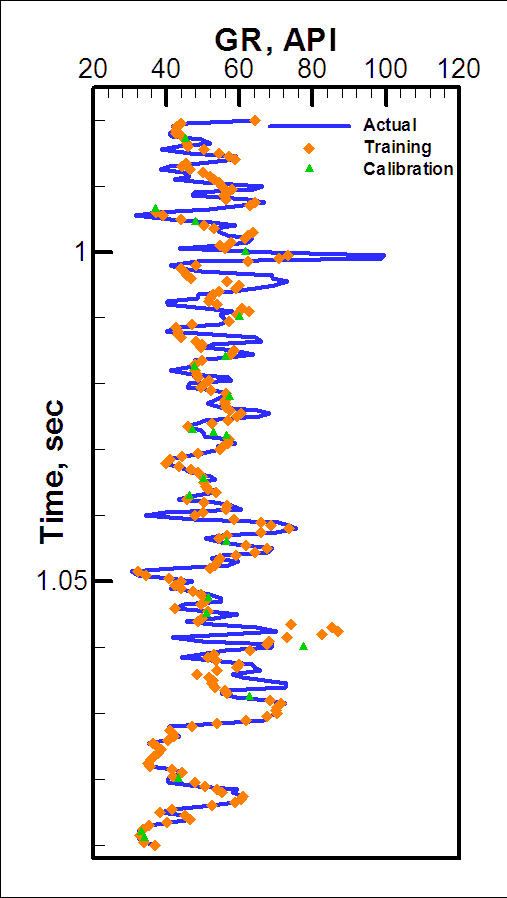 GR, API
20 40 60 80 100 120
Actual
Training
Calibration
1
Time, sec
1.05